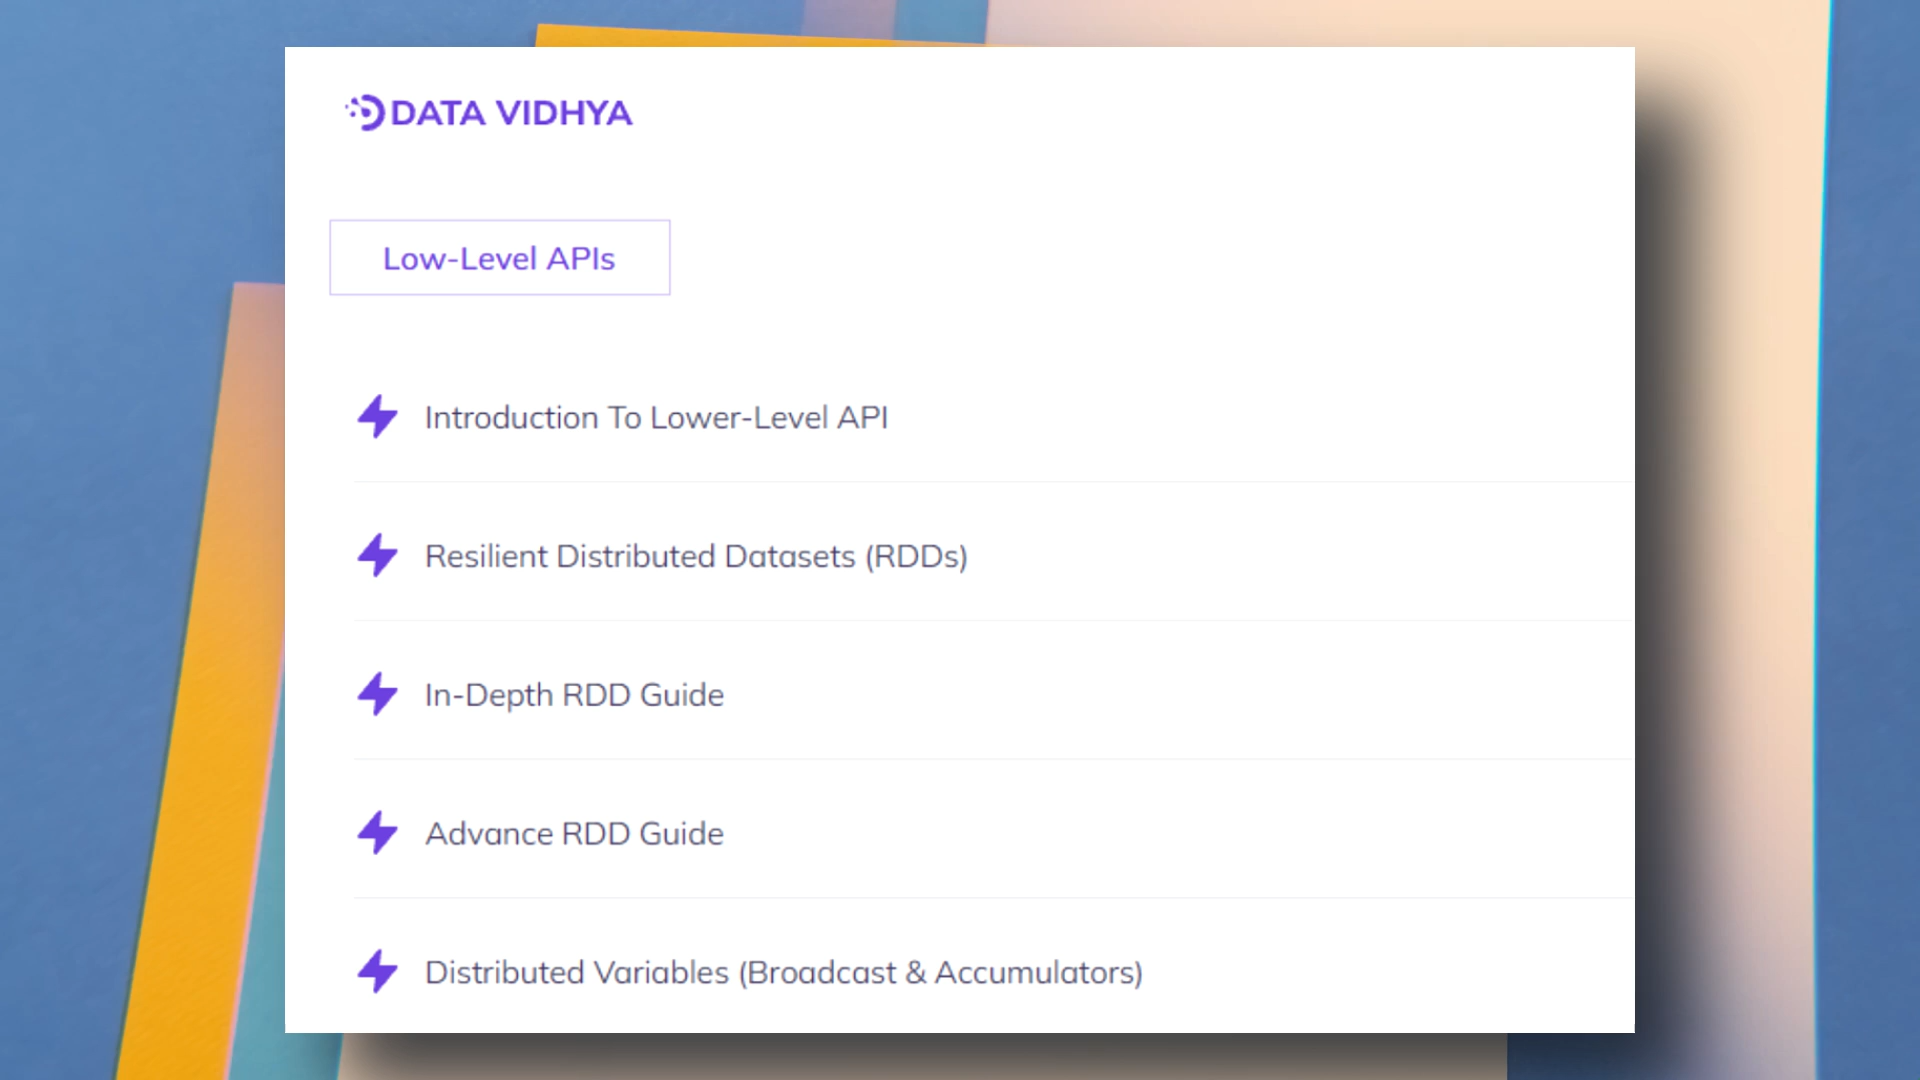 DATA VIDHYA
Low-Level APIs
Introduction To Lower-Level API
Resilient Distributed Datasets (RDDs)
In-Depth RDD Guide
Advance RDD Guide
Distributed Variables (Broadcast & Accumulators)